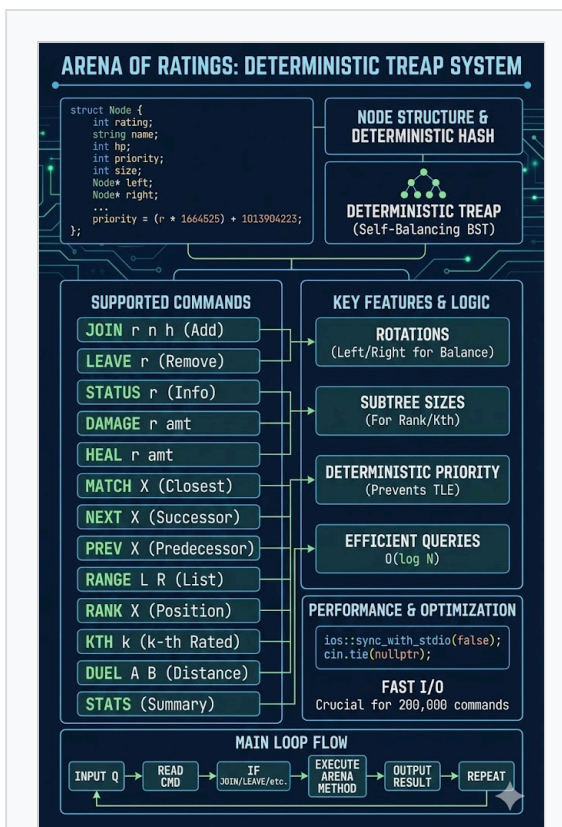 ARENA OF RATINGS: DETERMINISTIC TREAP SYSTEM
struct Node {
int rating;
string name;
int hp;
int priority;
int size;
Node* left;
Node* right;
...
priority = (r * 1664525) + 1013904223;
};
NODE STRUCTURE &
DETERMINISTIC HASH
DETERMINISTIC TREAP
(Self-Balancing BST)
SUPPORTED COMMANDS
JOIN r n h (Add)
LEAVE r (Remove)
STATUS r (Info)
DAMAGE r amt
HEAL r amt
MATCH X (Closest)
NEXT X (Successor)
PREV X (Predecessor)
RANGE L R (List)
RANK X (Position)
KTH k (k-th Rated)
DUEL A B (Distance)
STATS (Summary)
KEY FEATURES & LOGIC
ROTATIONS
(Left/Right for Balance)
SUBTREE SIZES
(For Rank/Kth)
DETERMINISTIC PRIORITY
(Prevents TLE)
EFFICIENT QUERIES
O(log N)
PERFORMANCE & OPTIMIZATION
ios::sync_with_stdio(false);
cin.tie(nullptr);
FAST I/O
Crucial for 200,000 commands
MAIN LOOP FLOW
INPUT Q
READ
CMD
IF
JOIN/LEAVE/etc.
EXECUTE
ARENA
METHOD
OUTPUT
RESULT
REPEAT